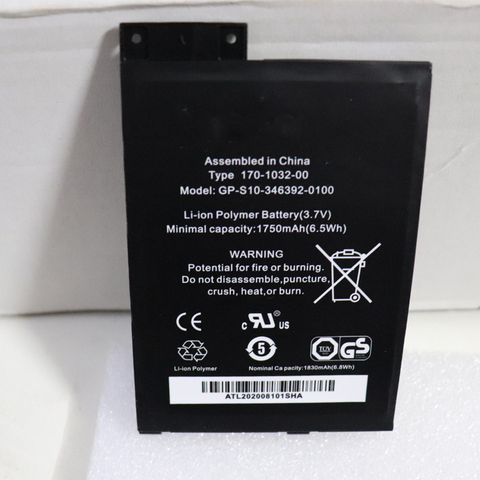 Assembled in China
Type 170-1032-00
Model: GP-S10-346392-0100
Li-ion Polymer Battery(3.7V)
Minimal capacity:1750mAh(6.5Wh)
WARNING
Potential for fire or burning.
Do not disassemble,puncture,
crush,heat,or burn.
CE
c RU US
5
TÜV GS
Li-ion Polymer
Nominal Ca pacity:1830mAh(6.8Wh)
ATL202008101SHA